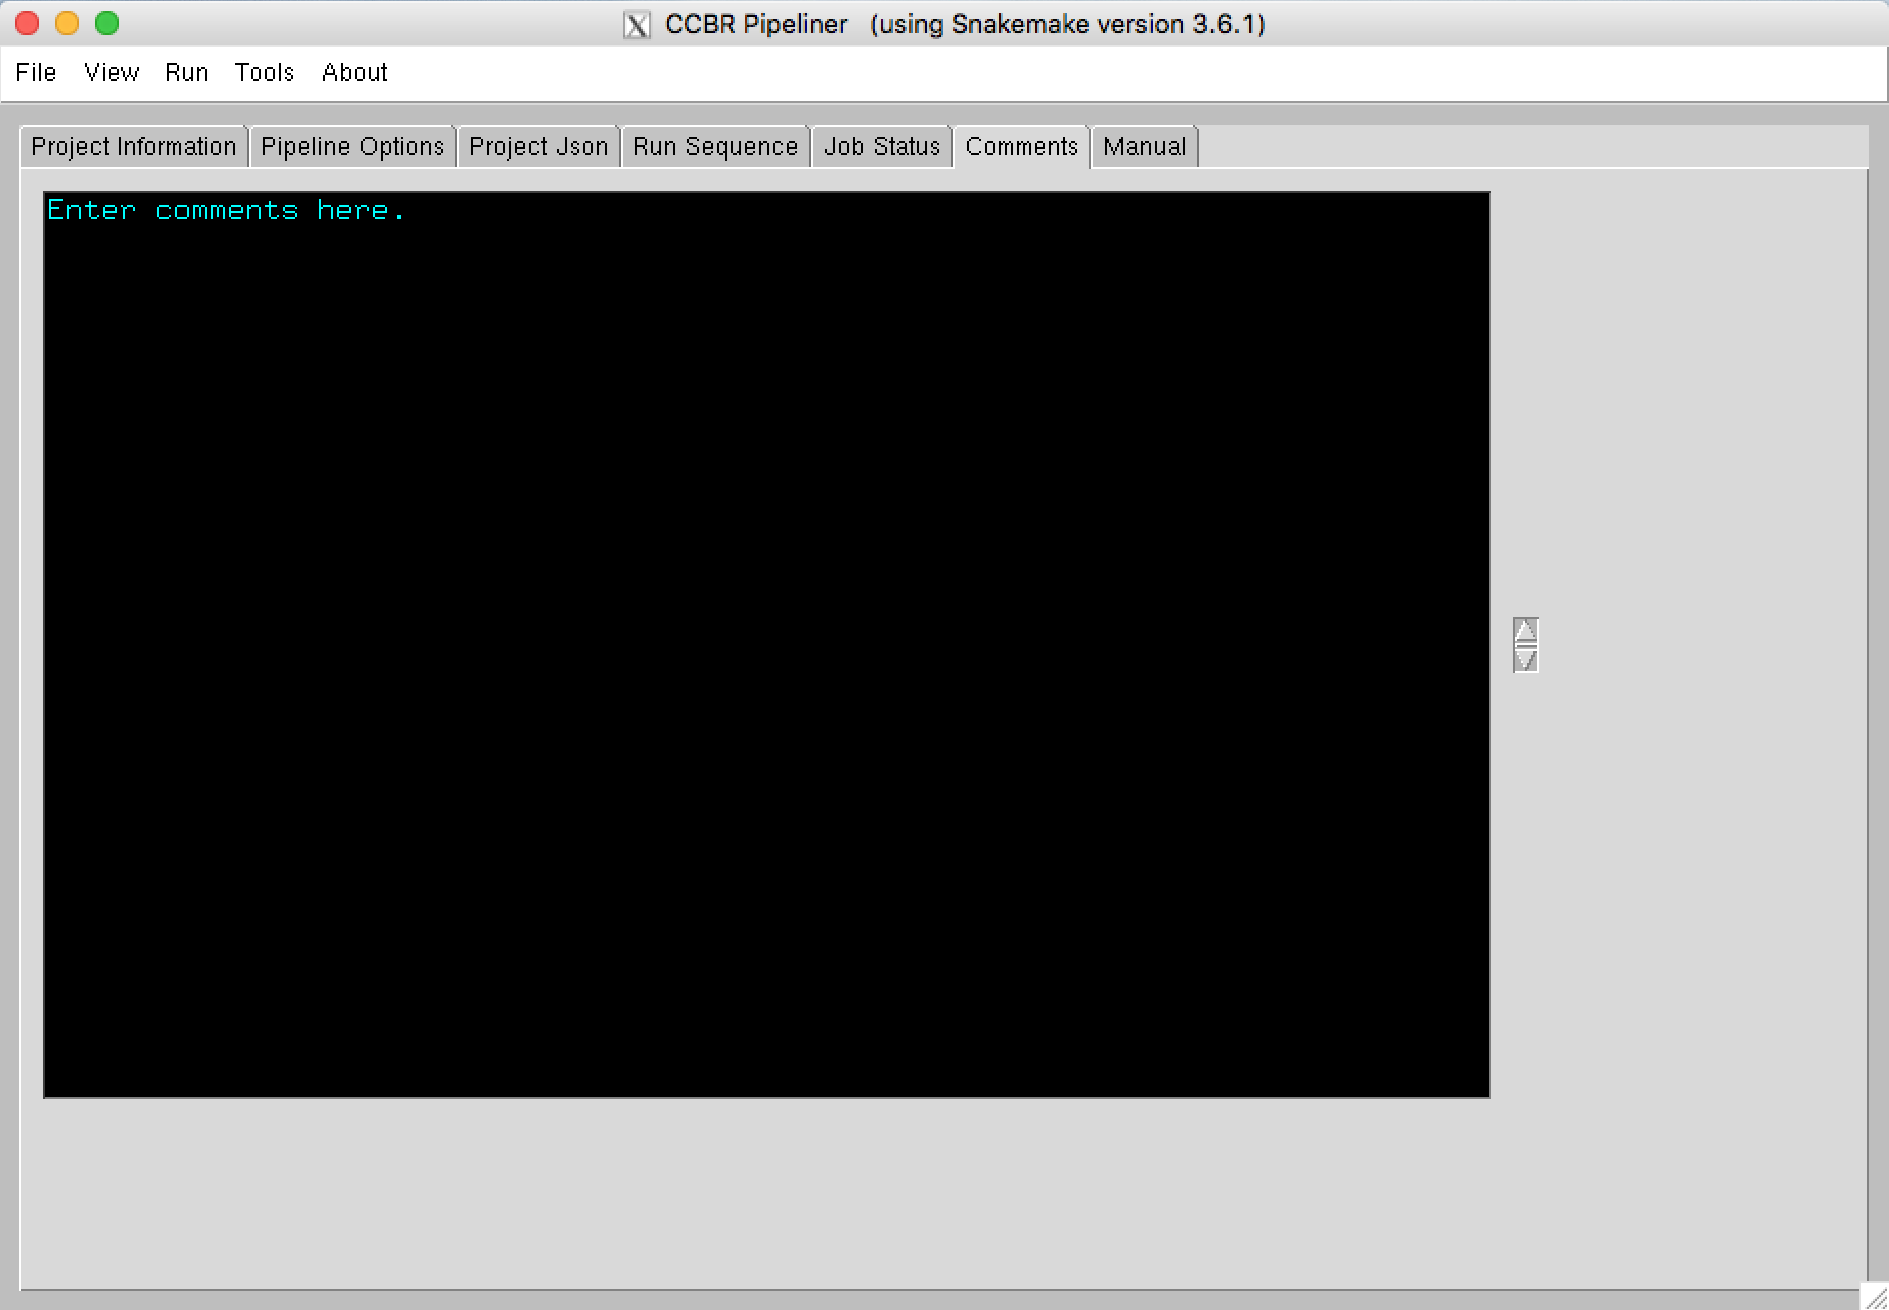 CCBR Pipeliner (using Snakemake version 3.6.1)
File View Run Tools About
Project Information Pipeline Options Project Json Run Sequence Job Status Comments Manual
Enter comments here.